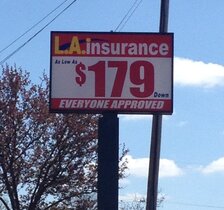 L.A.insurance
As Low As
$179
Down
EVERYONE APPROVED